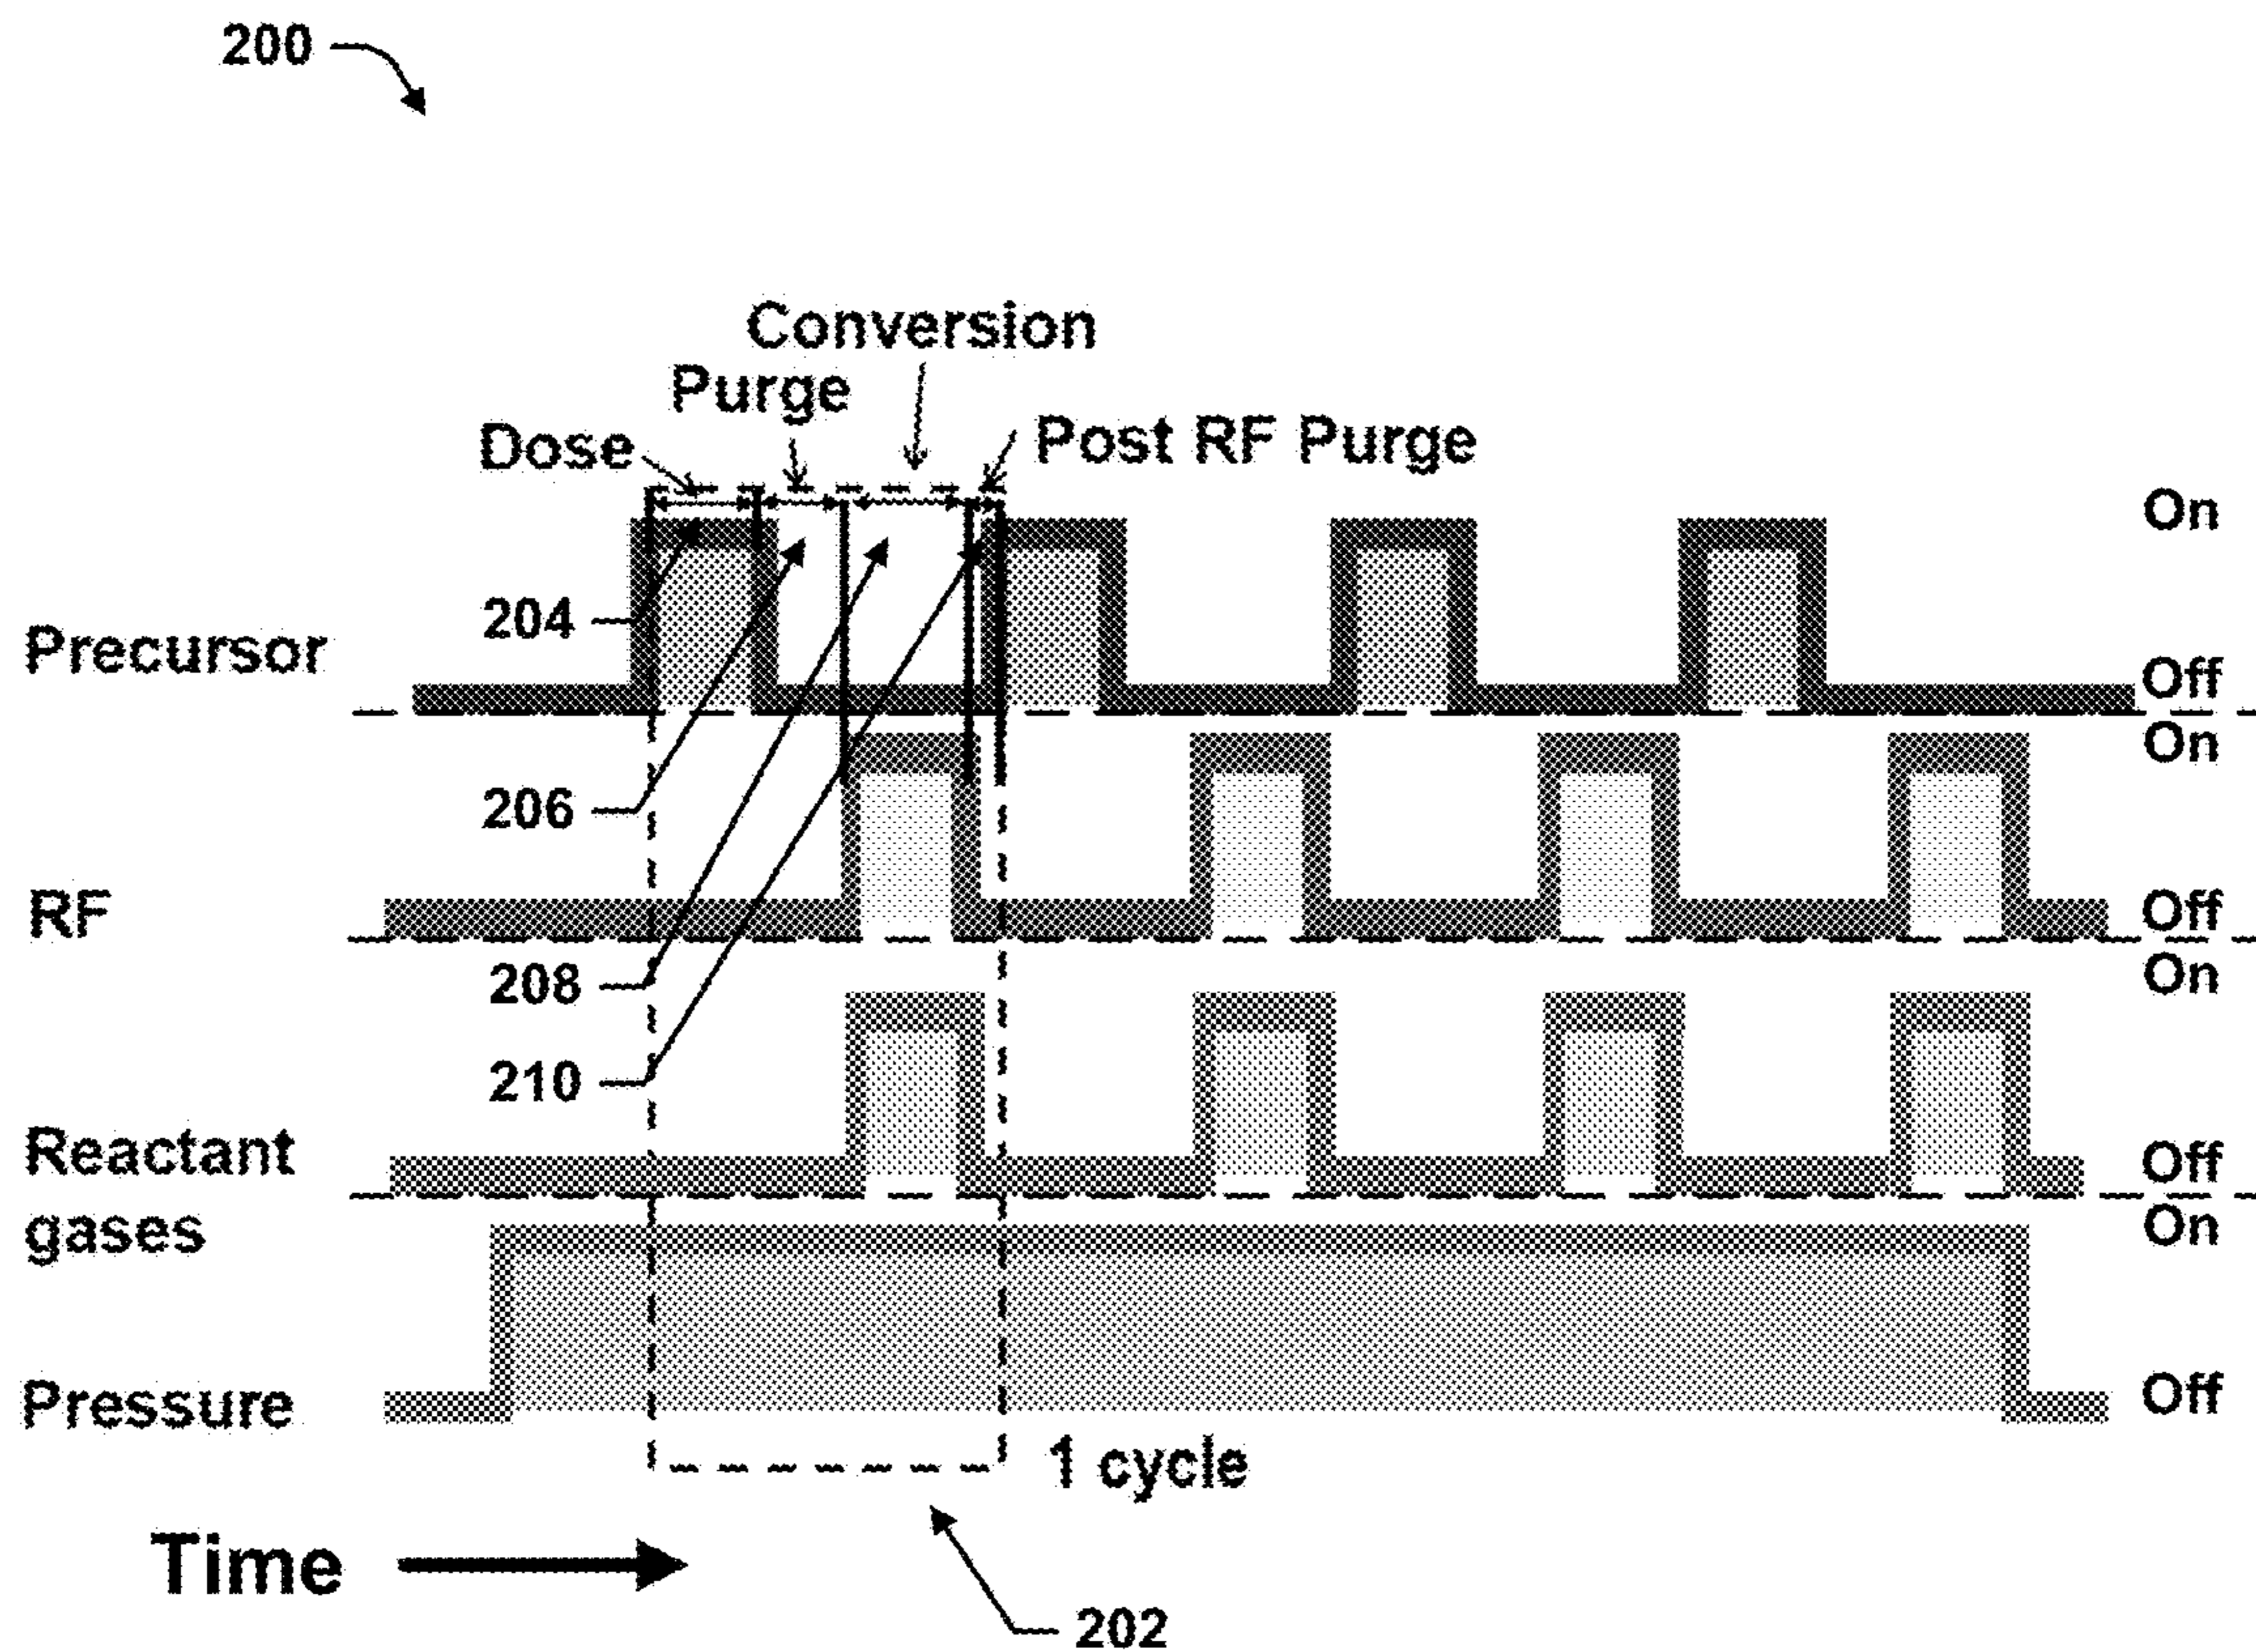 200
Conversion
Purge
Dose
Post RF Purge
On
204
Precursor
Off
On
206
RF
Off
On
208
210
Reactant
gases
Off
On
Pressure
Off
1 cycle
Time
202